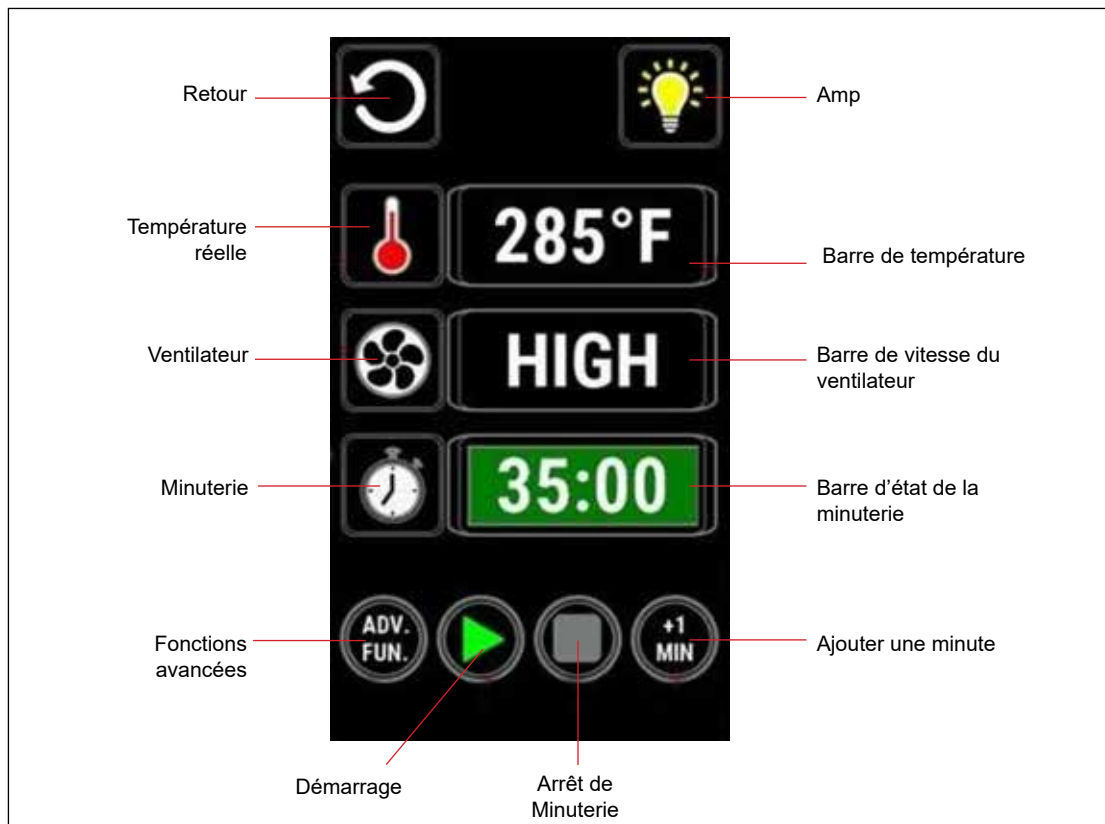 Retour
Amp
Température
réelle
285°F
Barre de température
Ventilateur
HIGH
Barre de vitesse du
ventilateur
Minuterie
35:00
Barre d’état de la
minuterie
Fonctions
avancées
ADV.
FUN.
+1
MIN
Ajouter une minute
Démarrage
Arrêt de
Minuterie